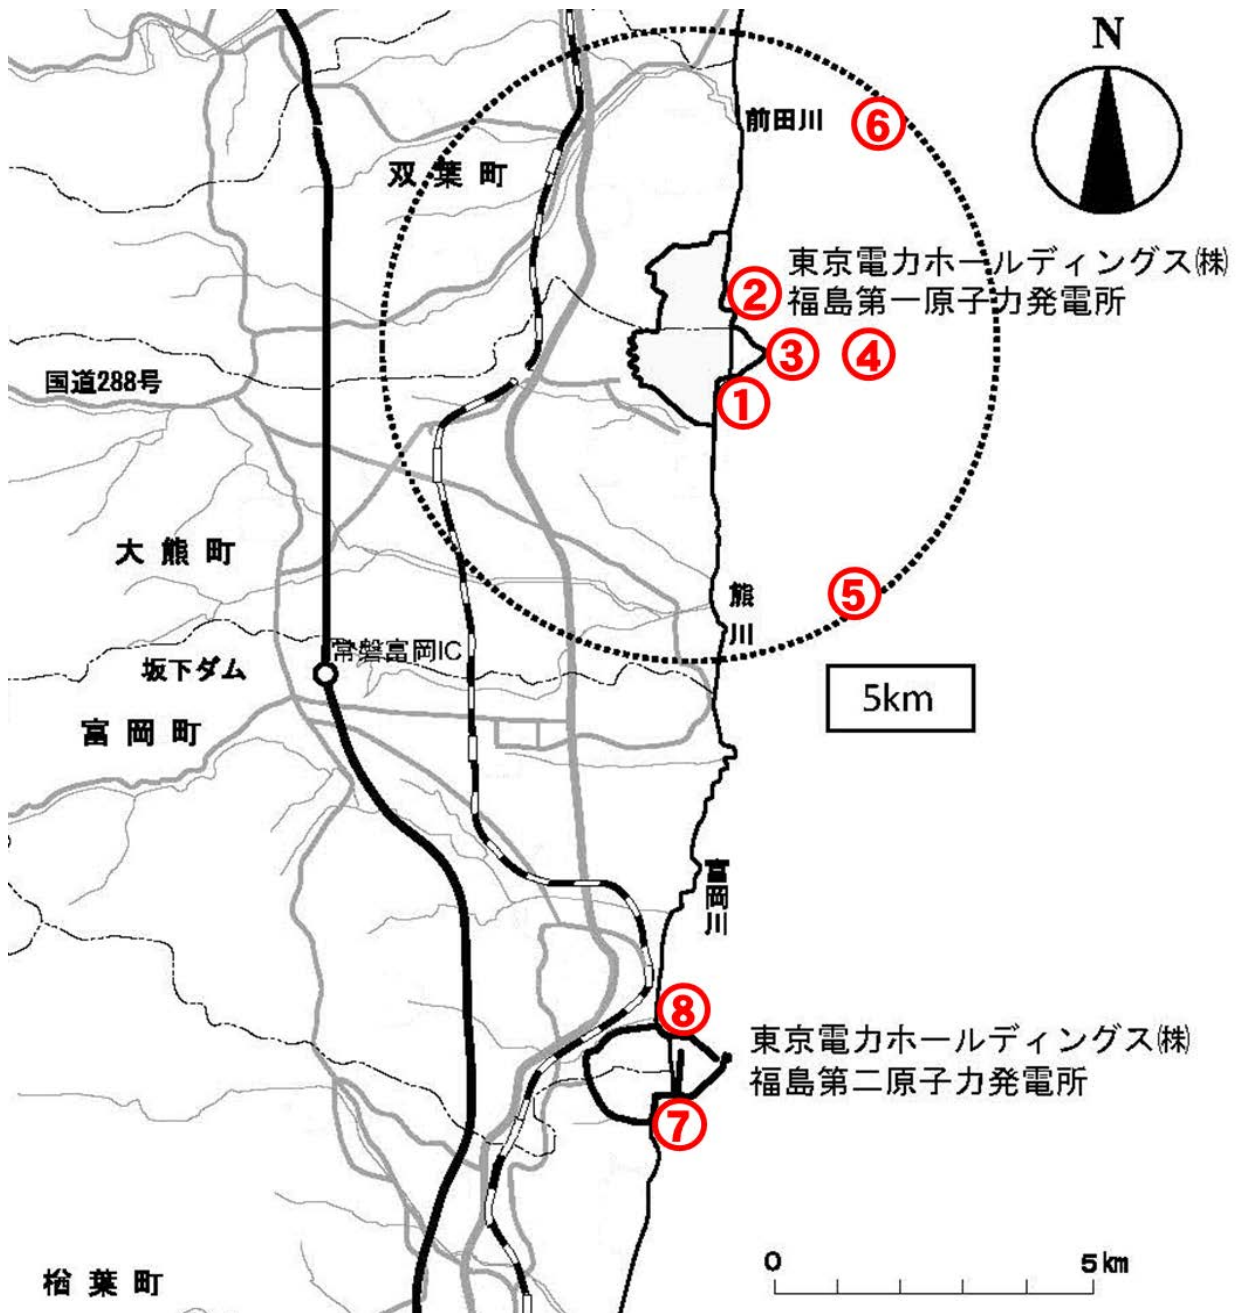 N
前田川
⑥
双葉町
東京電力ホールディングス㈱
福島第一原子力発電所
②
③
④
国道288号
①
大熊町
熊川
⑤
常磐富岡IC
坂下ダム
5km
富岡町
富岡川
⑧
東京電力ホールディングス㈱
福島第二原子力発電所
⑦
0
5km
楢葉町